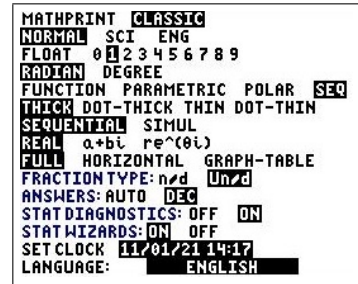 MATHPRINT CLASSIC
NORMAL SCI ENG
FLOAT 0 1 2 3 4 5 6 7 8 9
RADIAN DEGREE
FUNCTION PARAMETRIC POLAR SEQ
THICK DOT-THICK THIN DOT-THIN
SEQUENTIAL SIMUL
REAL a+bi re^(θi)
FULL HORIZONTAL GRAPH-TABLE
FRACTION TYPE: n/d Un/d
ANSWERS: AUTO DEC
STAT DIAGNOSTICS: OFF ON
STAT WIZARDS: ON OFF
SET CLOCK 11/01/21 14:17
LANGUAGE: ENGLISH